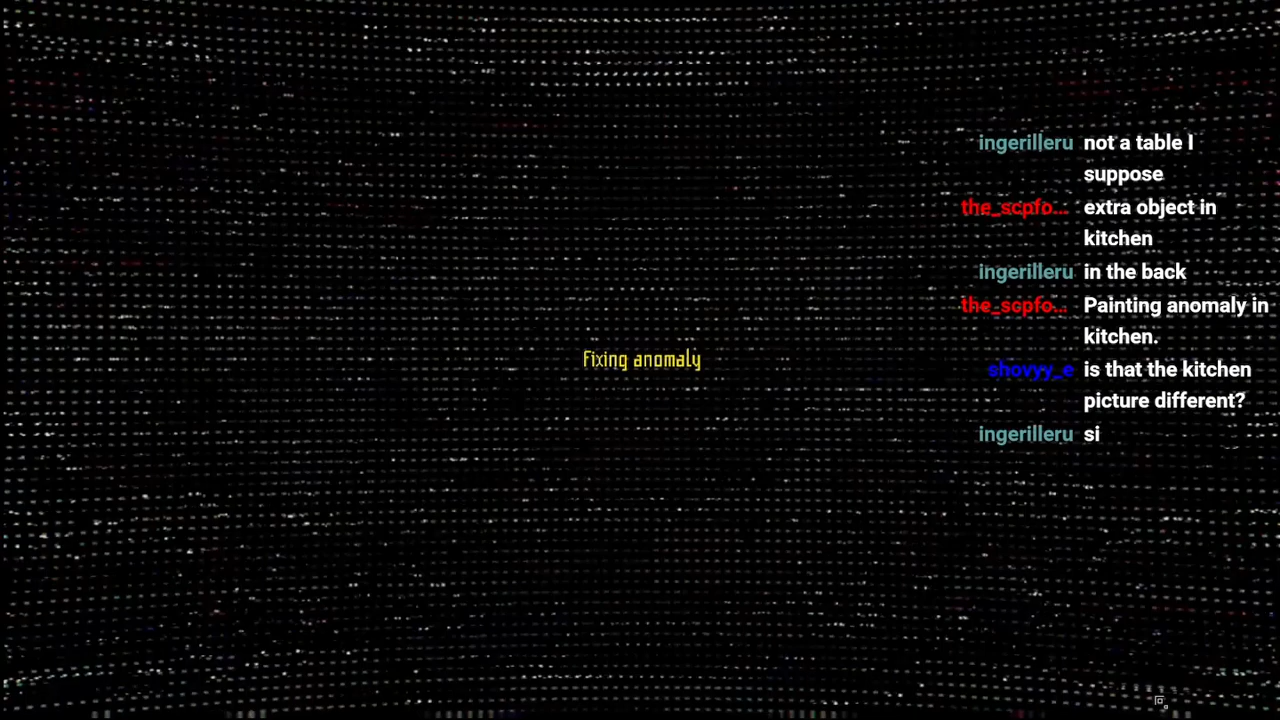 ingerilleru not a table I
suppose
the_scpfo... extra object in
kitchen
ingerilleru in the back
the_scpfo... Painting anomaly in
kitchen.
fixing anomaly
shovyy_e is that the kitchen
picture different?
ingerilleru si